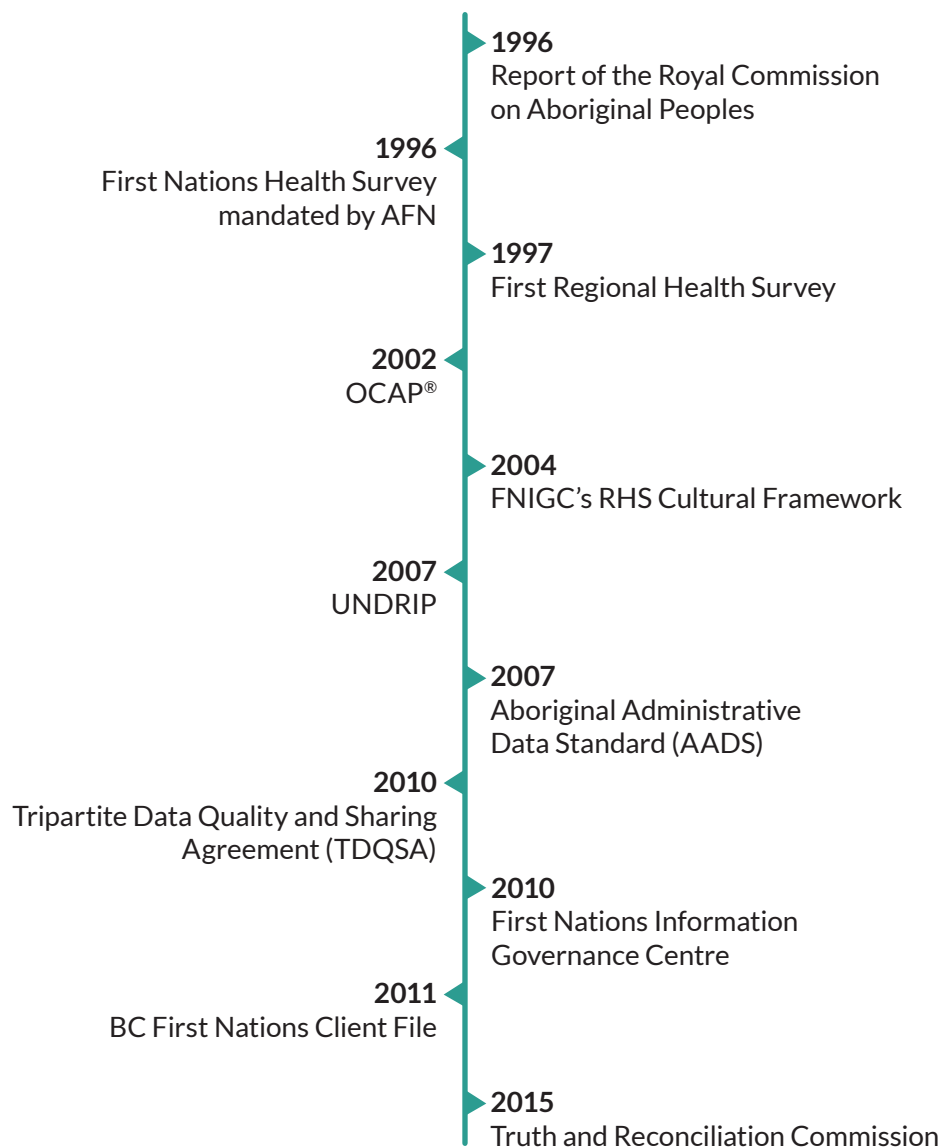 1996
Report of the Royal Commission
on Aboriginal Peoples
1996
First Nations Health Survey
mandated by AFN
1997
First Regional Health Survey
2002
OCAP®
2004
FNIGC’s RHS Cultural Framework
2007
UNDRIP
2007
Aboriginal Administrative
Data Standard (AADS)
2010
Tripartite Data Quality and Sharing
Agreement (TDQSA)
2010
First Nations Information
Governance Centre
2011
BC First Nations Client File
2015
Truth and Reconciliation Commission